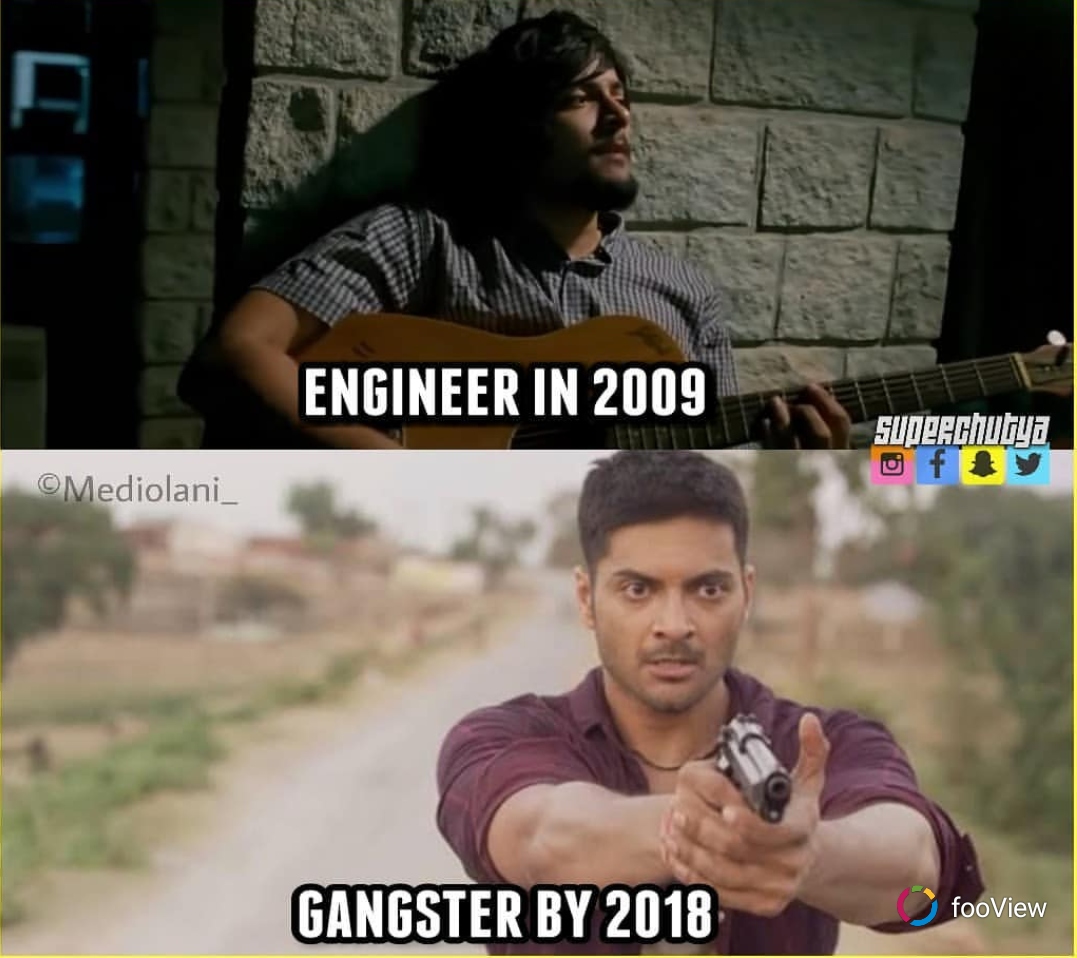 ENGINEER IN 2009
SUPERCHUTYA
©Mediolani_
GANGSTER BY 2018
fooView